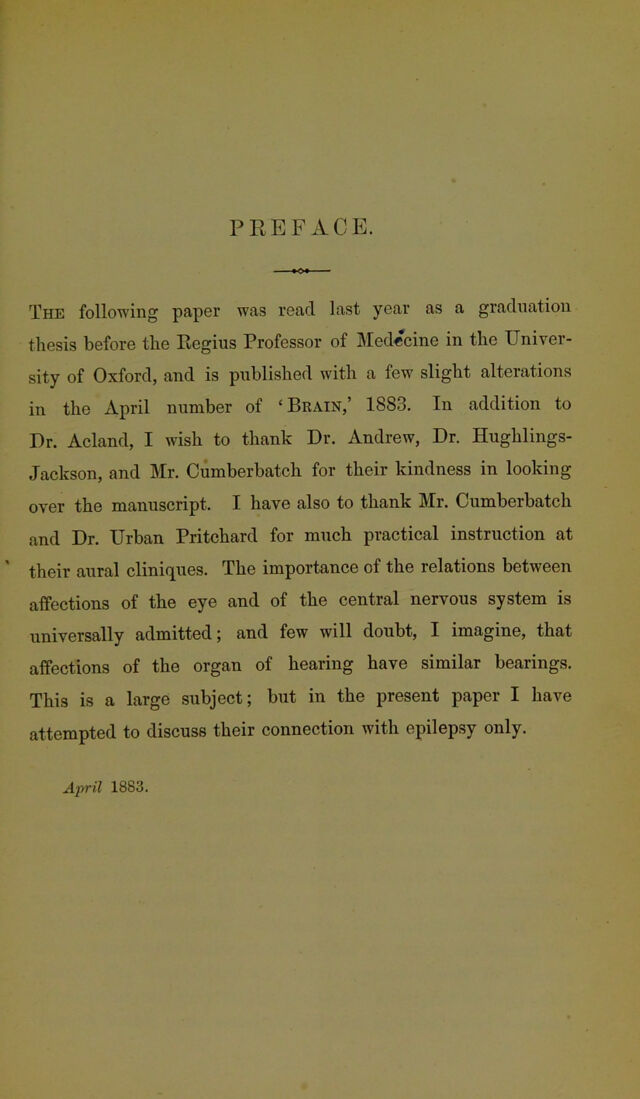 PREFACE.
THE following paper was read last year as a graduation
thesis before the Regius Professor of Medecine in the Univer-
sity of Oxford, and is published with a few slight alterations
in the April number of ‘BRAIN,’ 1883. In addition to
Dr. Acland, I wish to thank Dr. Andrew, Dr. Hughlings-
Jackson, and Mr. Cumberbatch for their kindness in looking
over the manuscript. I have also to thank Mr. Cumberbatch
and Dr. Urban Pritchard for much practical instruction at
their aural cliniques. The importance of the relations between
affections of the eye and of the central nervous system is
universally admitted; and few will doubt, I imagine, that
affections of the organ of hearing have similar bearings.
This is a large subject; but in the present paper I have
attempted to discuss their connection with epilepsy only.
April 1883.